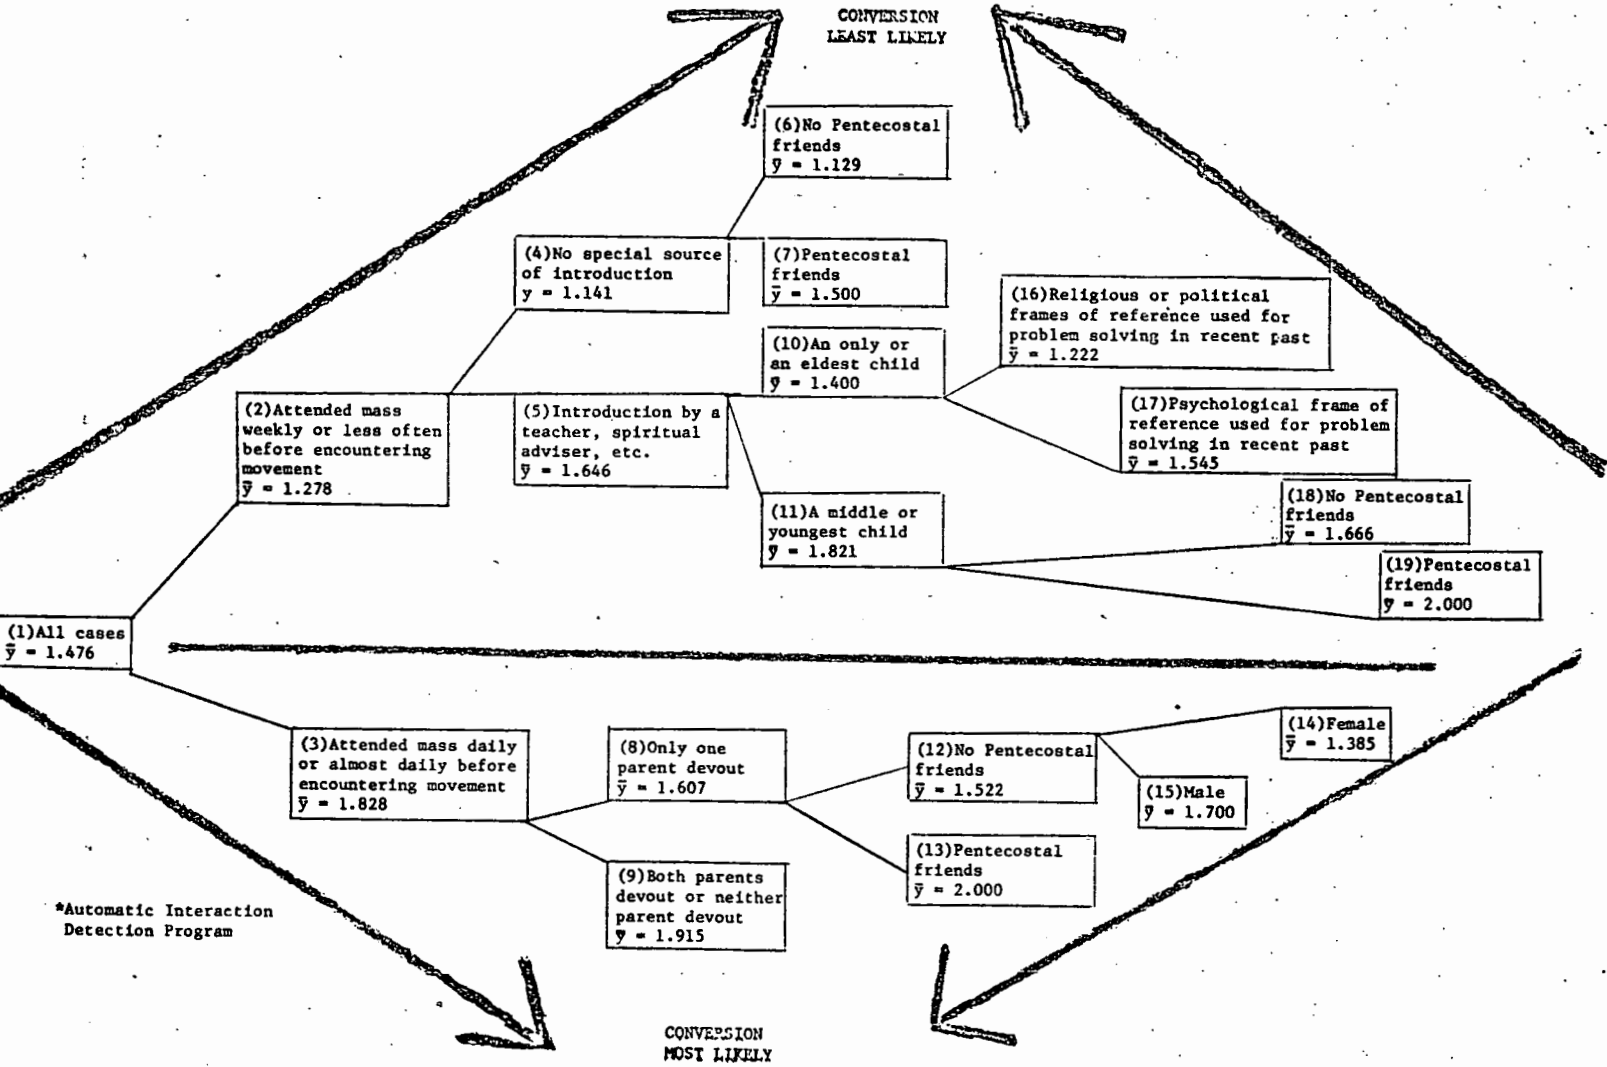 CONVERSION
LEAST LIKELY
(6)No Pentecostal
friends
ȳ = 1.129
(4)No special source
of introduction
y = 1.141
(7)Pentecostal
friends
ȳ = 1.500
(16)Religious or political
frames of reference used for
problem solving in recent past
ȳ = 1.222
(10)An only or
an eldest child
ȳ = 1.400
(2)Attended mass
weekly or less often
before encountering
movement
ȳ = 1.278
(5)Introduction by a
teacher, spiritual
adviser, etc.
ȳ = 1.646
(17)Psychological frame of
reference used for problem
solving in recent past
ȳ = 1.545
(11)A middle or
youngest child
ȳ = 1.821
(18)No Pentecostal
friends
ȳ = 1.666
(19)Pentecostal
friends
ȳ = 2.000
(1)All cases
ȳ = 1.476
(3)Attended mass daily
or almost daily before
encountering movement
ȳ = 1.828
(8)Only one
parent devout
ȳ = 1.607
(12)No Pentecostal
friends
ȳ = 1.522
(14)Female
ȳ = 1.385
(15)Male
ȳ = 1.700
(13)Pentecostal
friends
ȳ = 2.000
(9)Both parents
devout or neither
parent devout
ȳ = 1.915
*Automatic Interaction
Detection Program
CONVERSION
MOST LIKELY